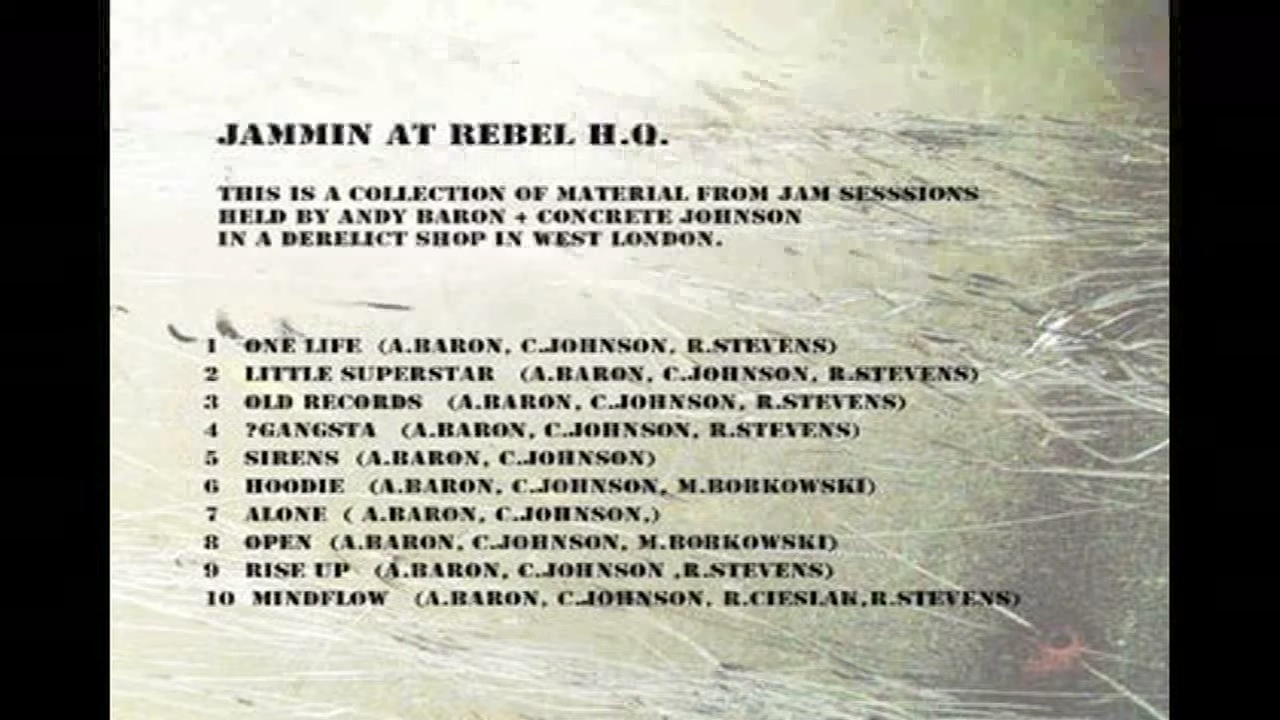 JAMMIN AT REBEL H.Q.
THIS IS A COLLECTION OF MATERIAL FROM JAM SESSSIONS
HELD BY ANDY BARON + CONCRETE JOHNSON
IN A DERELICT SHOP IN WEST LONDON.
1 ONE LIFE (A.BARON, C.JOHNSON, R.STEVENS)
2 LITTLE SUPERSTAR (A.BARON, C.JOHNSON, R.STEVENS)
3 OLD RECORDS (A.BARON, C.JOHNSON, R.STEVENS)
4 ?GANGSTA (A.BARON, C.JOHNSON, R.STEVENS)
5 SIRENS (A.BARON, C.JOHNSON)
6 HOODIE (A.BARON, C.JOHNSON, M.BOBKOWSKI)
7 ALONE ( A.BARON, C.JOHNSON,)
8 OPEN (A.BARON, C.JOHNSON, M.BOBKOWSKI)
9 RISE UP (A.BARON, C.JOHNSON ,R.STEVENS)
10 MINDFLOW (A.BARON, C.JOHNSON, R.CIESLAK,R.STEVENS)